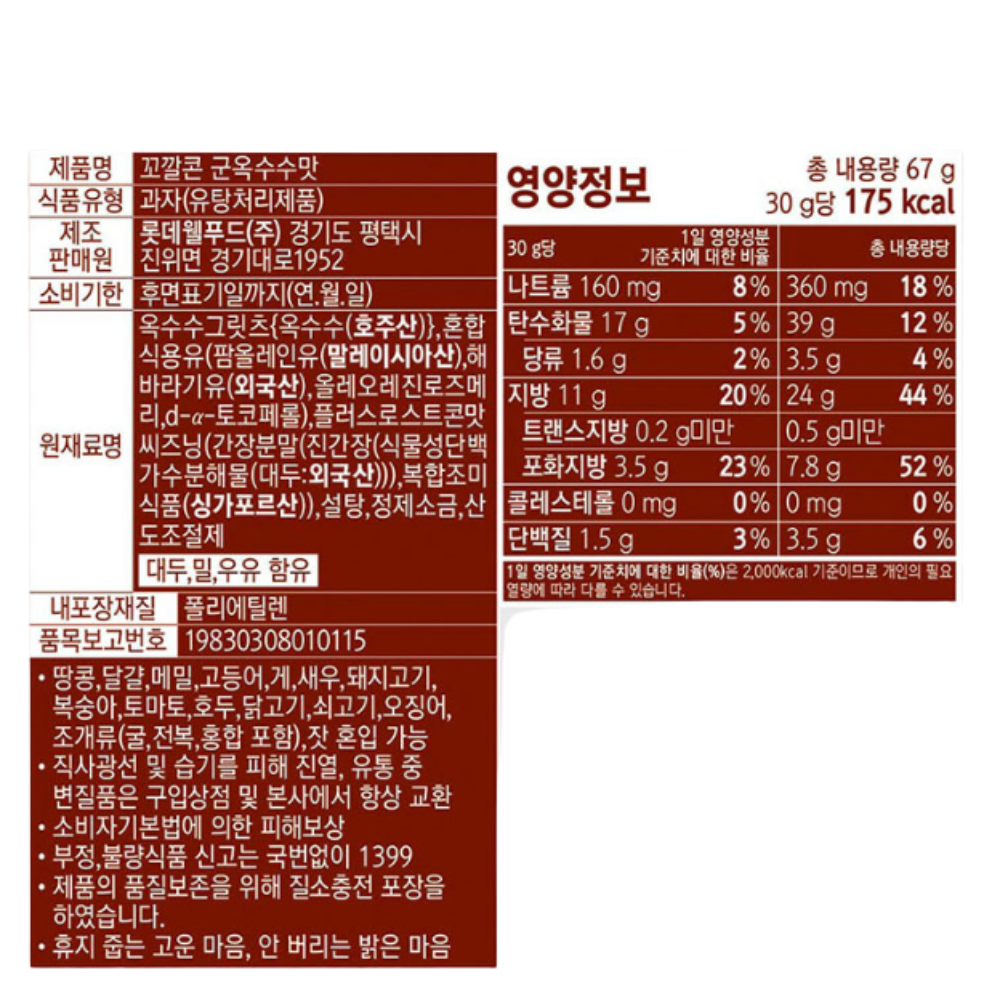 제품명 꼬깔콘 군옥수수맛
식품유형 과자(유탕처리제품)
제조 판매원 롯데웰푸드(주) 경기도 평택시
진위면 경기대로1952
소비기한 후면표기일까지(연.월.일)
원재료명 옥수수그릿츠{옥수수(호주산)},혼합
식용유(팜올레인유(말레이시아산),해
바라기유(외국산),올레오레진로즈메
리,d-α-토코페롤),플러스로스트콘맛
씨즈닝(간장분말(진간장(식물성단백
가수분해물(대두:외국산))),복합조미
식품(싱가포르산)),설탕,정제소금,산
도조절제
대두,밀,우유 함유
내포장재질 폴리에틸렌
품목보고번호 19830308010115
• 땅콩,달걀,메밀,고등어,게,새우,돼지고기,
복숭아,토마토,호두,닭고기,쇠고기,오징어,
조개류(굴,전복,홍합 포함),잣 혼입 가능
• 직사광선 및 습기를 피해 진열, 유통 중
변질품은 구입상점 및 본사에서 항상 교환
• 소비자기본법에 의한 피해보상
• 부정,불량식품 신고는 국번없이 1399
• 제품의 품질보존을 위해 질소충전 포장을
하였습니다.
• 휴지 줍는 고운 마음, 안 버리는 밝은 마음
영양정보
총 내용량 67 g
30 g당 175 kcal
30 g당 1일 영양성분 기준치에 대한 비율 총 내용량당
나트륨 160 mg 8% 360 mg 18 %
탄수화물 17 g 5% 39 g 12 %
당류 1.6 g 2% 3.5 g 4 %
지방 11 g 20% 24 g 44 %
트랜스지방 0.2 g미만 0.5 g미만
포화지방 3.5 g 23% 7.8 g 52 %
콜레스테롤 0 mg 0% 0 mg 0 %
단백질 1.5 g 3% 3.5 g 6 %
1일 영양성분 기준치에 대한 비율(%)은 2,000kcal 기준이므로 개인의 필요
열량에 따라 다를 수 있습니다.